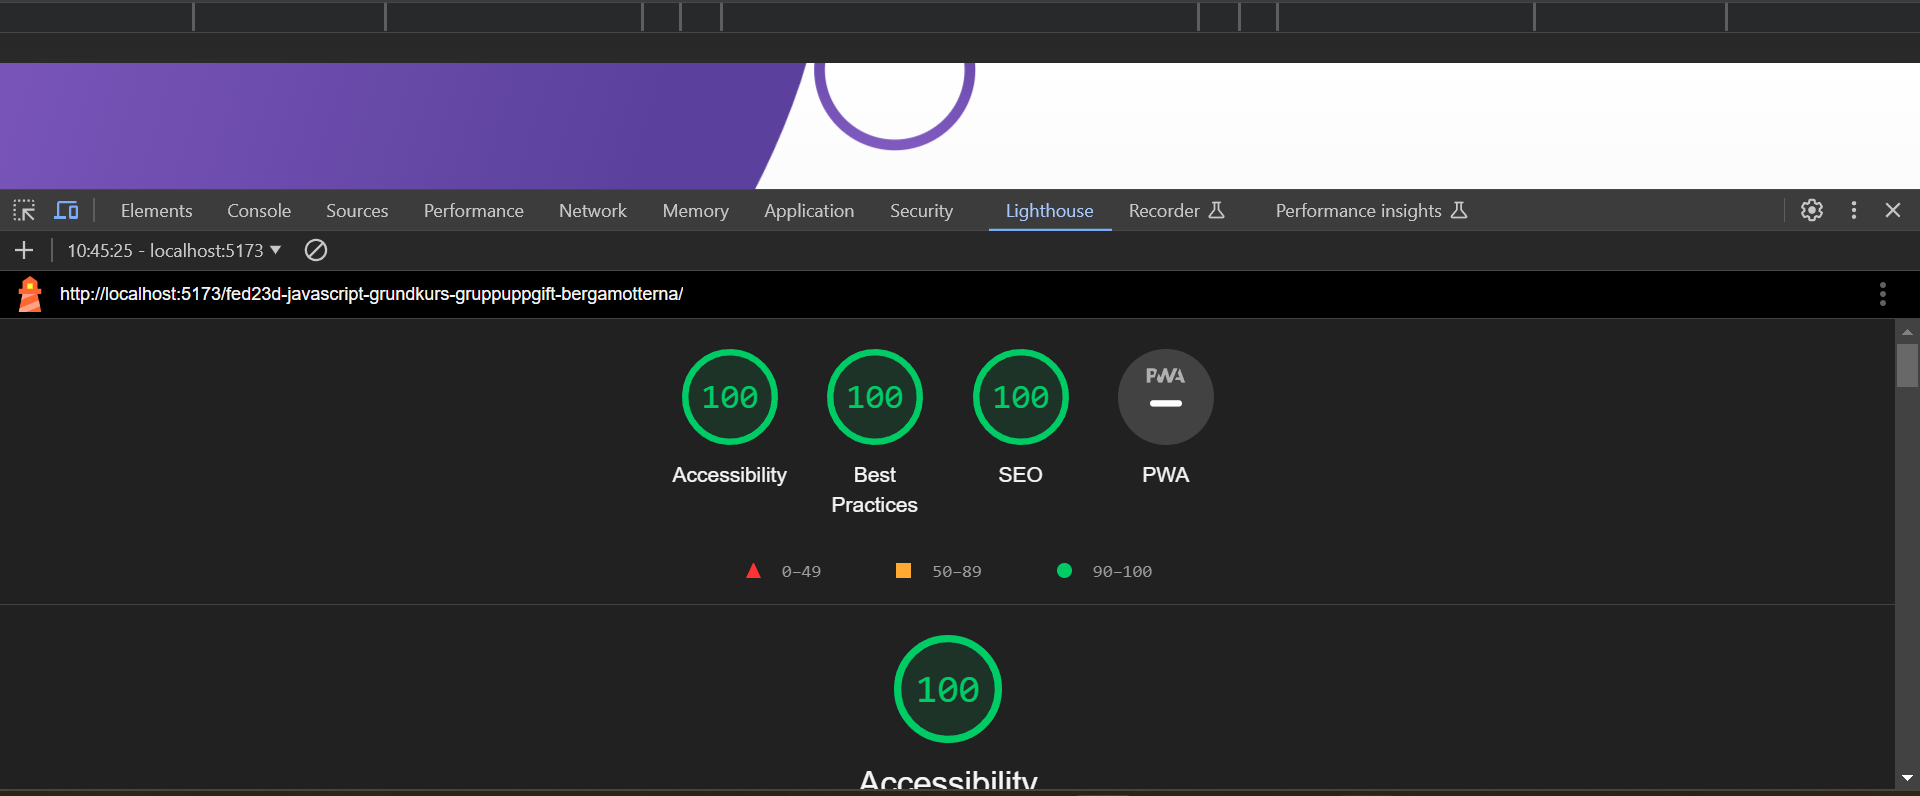 Elements Console Sources Performance Network Memory Application Security Lighthouse Recorder Performance insights
10:45:25 - localhost:5173
http://localhost:5173/fed23d-javascript-grundkurs-gruppuppgift-bergamotterna/
100 100 100 PWA
Accessibility Best Practices SEO PWA
0–49 50–89 90–100
100
Accessibility